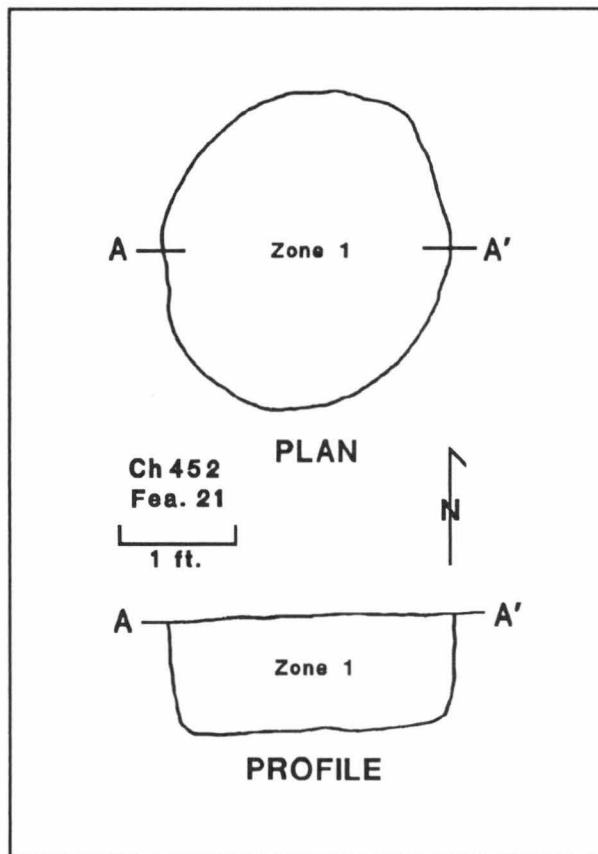 A Zone 1 A'
PLAN
Ch 452
Fea. 21
N
1 ft.
A A'
Zone 1
PROFILE